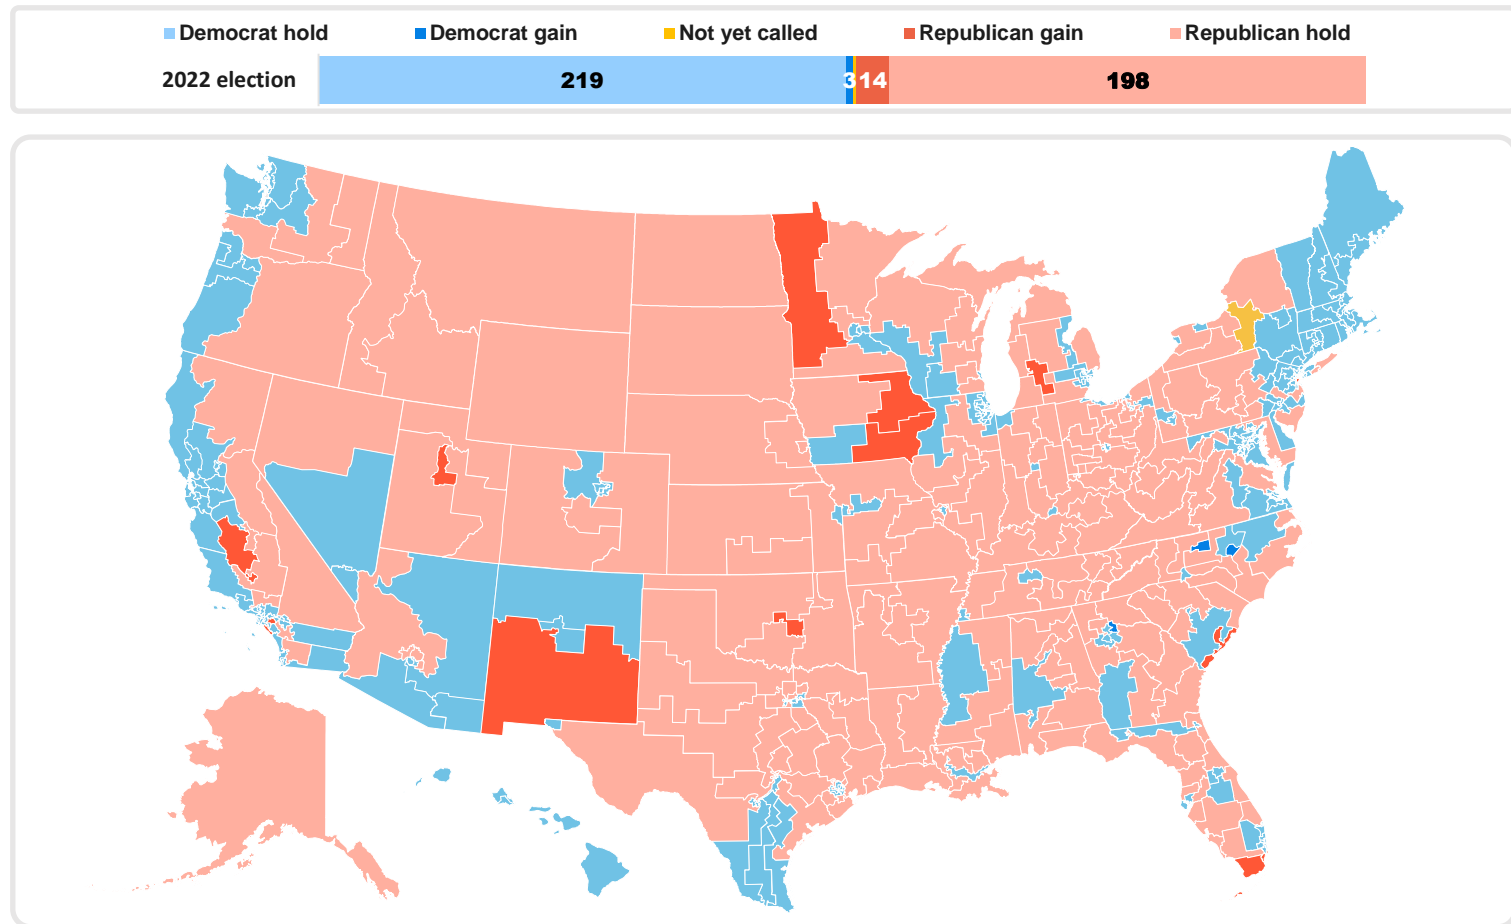 Democrat hold Democrat gain Not yet called Republican gain Republican hold
2022 election 219 3 14 198